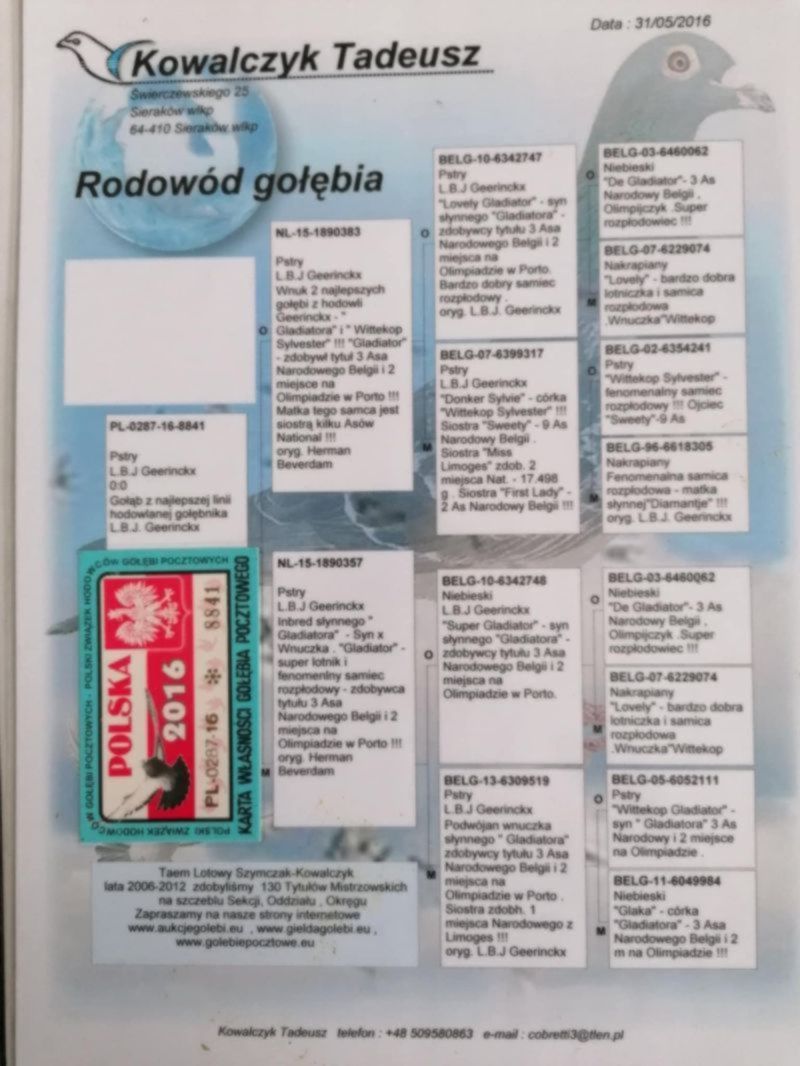 Data : 31/05/2016
Kowalczyk Tadeusz
Świerczewskiego 25
Sieraków wlkp
64-410 Sieraków wlkp
Rodowód gołębia
PL-0287-16-8841
Pstry
L.B.J Geerinckx
0:0
Gołąb z najlepszej linii
hodowlanej gołębnika
L.B.J. Geerinckx
NL-15-1890383
Pstry
L.B.J Geerinckx
Wnuk 2 najlepszych
gołębi z hodowli
Geerinckx - "
Gladiatora" i " Wittekop
Sylvester" !!! "Gladiator"
- zdobywł tytuł 3 Asa
Narodowego Belgii i 2
miejsce na
Olimpiadzie w Porto !!!
Matka tego samca jest
siostrą kilku Asów
National !!!
oryg. Herman
Beverdam
O
NL-15-1890357
Pstry
L.B.J Geerinckx
Inbred słynnego "
Gladiatora" - Syn x
Wnuczka . "Gladiator" -
super lotnik i
fenomenlny samiec
rozpłodowy - zdobywca
tytułu 3 Asa
Narodowego Belgii i 2
miejsca na
Olimpiadzie w Porto !!!
oryg. Herman
Beverdam
M
BELG-10-6342747
Pstry
L.B.J Geerinckx
"Lovely Gladiator" - syn
słynnego "Gladiatora" -
zdobywcy tytułu 3 Asa
Narodowego Belgii i 2
miejsca na
Olimpiadzie w Porto.
Bardzo dobry samiec
rozpłodowy .
oryg. L.B.J. Geerinckx
O
BELG-07-6399317
Pstry
L.B.J Geerinckx
"Donker Sylvie" - córka
"Wittekop Sylvester" !!!
Siostra "Sweety" - 9 As
Narodowy Belgii .
Siostra "Miss
Limoges" zdob. 2
miejsca Nat. - 17.498
g . Siostra "First Lady" -
2 As Narodowy Belgii !!!
M
BELG-10-6342748
Niebieski
L.B.J Geerinckx
"Super Gladiator" - syn
słynnego "Gladiatora" -
zdobywcy tytułu 3 Asa
Narodowego Belgii i 2
miejsca na
Olimpiadzie w Porto.
O
BELG-13-6309519
Pstry
L.B.J Geerinckx
Podwójan wnuczka
słynnego " Gladiatora"
zdobywcy tytułu 3 Asa
Narodowego Belgii i 2
miejsca na
Olimpiadzie w Porto .
Siostra zdobh. 1
miejsca Narodowego z
Limoges !!!
oryg. L.B.J Geerinckx
M
BELG-03-6460062
Niebieski
"De Gladiator"- 3 As
Narodowy Belgii ,
Olimpijczyk .Super
rozpłodowiec !!!
O
BELG-07-6229074
Nakrapiany
"Lovely" - bardzo dobra
lotniczka i samica
rozpłodowa
.Wnuczka"Wittekop
M
BELG-02-6354241
Pstry
"Wittekop Sylvester" -
fenomenalny samiec
rozpłodowy !!! Ojciec
"Sweety"-9 As
O
BELG-96-6618305
Nakrapiany
Fenomenalna samica
rozpłodowa - matka
słynnej"Diamantje" !!!
oryg. L.B.J. Geerinckx
M
BELG-03-6460062
Niebieski
"De Gladiator"- 3 As
Narodowy Belgii ,
Olimpijczyk .Super
rozpłodowiec !!!
O
BELG-07-6229074
Nakrapiany
"Lovely" - bardzo dobra
lotniczka i samica
rozpłodowa
.Wnuczka"Wittekop
M
BELG-05-6052111
Pstry
"Wittekop Gladiator" -
syn " Gladiatora" 3 As
Narodowy i 2 miejsce
na Olimpiadzie .
O
BELG-11-6049984
Niebieski
"Glaka" - córka
"Gladiatora" - 3 Asa
Narodowego Belgii i 2
m na Olimpiadzie !!!
M
POLSKI ZWIĄZEK HODOWCÓW GOŁĘBI POCZTOWYCH - POLSKI ZWIĄZEK HODOWCÓW GOŁĘBI POCZTOWYCH
POLSKA
2016
PL-0287-16 * 8841
KARTA WŁASNOŚCI GOŁĘBIA POCZTOWEGO
Taem Lotowy Szymczak-Kowalczyk
lata 2006-2012 zdobyliśmy 130 Tytułów Mistrzowskich
na szczeblu Sekcji, Oddziału , Okręgu
Zapraszamy na nasze strony internetowe
www.aukcjegolebi.eu , www.gieldagolebi.eu ,
www.golebiepocztowe.eu
Kowalczyk Tadeusz telefon : +48 509580863 e-mail : cobretti3@tlen.pl